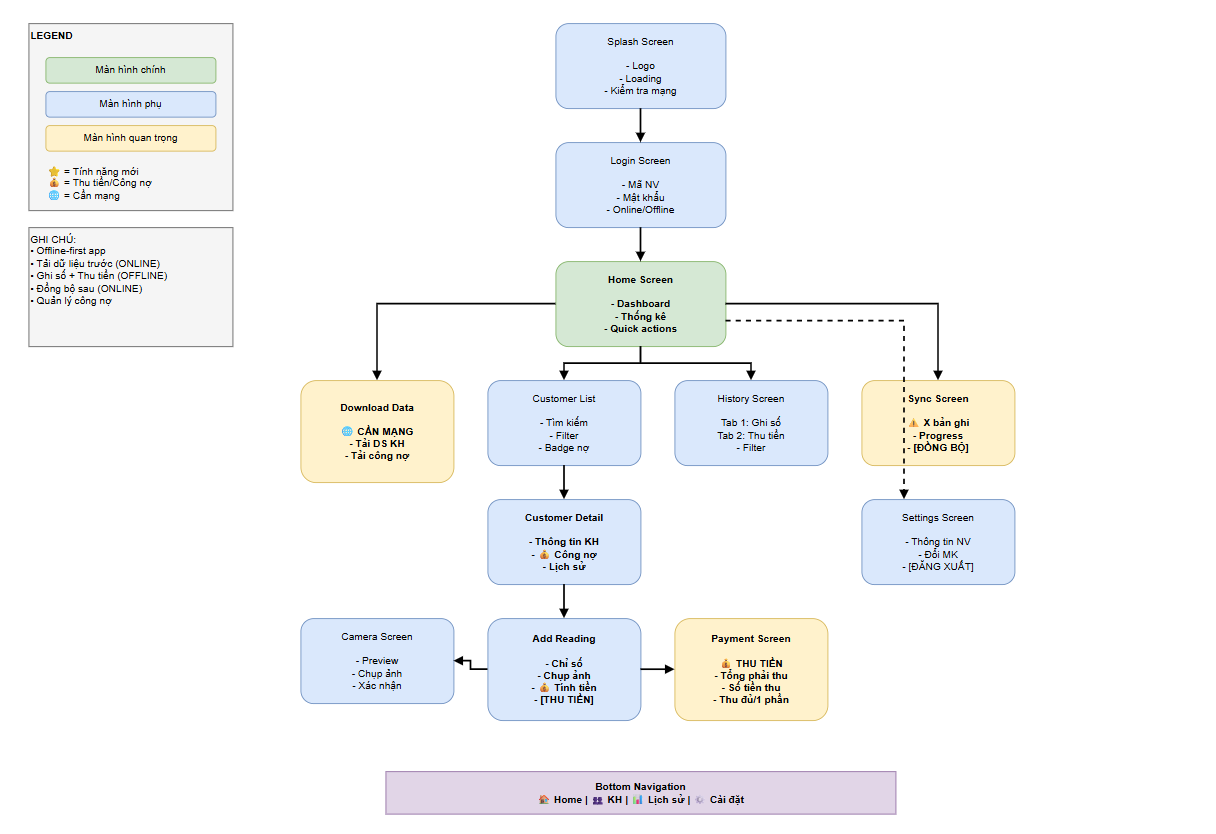 LEGEND
Màn hình chính
Màn hình phụ
Màn hình quan trọng
⭐ = Tính năng mới
💰 = Thu tiền/Công nợ
🌐 = Cần mạng
GHI CHÚ:
• Offline-first app
• Tải dữ liệu trước (ONLINE)
• Ghi số + Thu tiền (OFFLINE)
• Đồng bộ sau (ONLINE)
• Quản lý công nợ
Splash Screen
- Logo
- Loading
- Kiểm tra mạng
Login Screen
- Mã NV
- Mật khẩu
- Online/Offline
Home Screen
- Dashboard
- Thống kê
- Quick actions
Download Data
🌐 CẦN MẠNG
- Tải DS KH
- Tải công nợ
Customer List
- Tìm kiếm
- Filter
- Badge nợ
History Screen
Tab 1: Ghi số
Tab 2: Thu tiền
- Filter
Sync Screen
⚠️ X bản ghi
- Progress
- [ĐỒNG BỘ]
Customer Detail
- Thông tin KH
- 💰 Công nợ
- Lịch sử
Settings Screen
- Thông tin NV
- Đổi MK
- [ĐĂNG XUẤT]
Camera Screen
- Preview
- Chụp ảnh
- Xác nhận
Add Reading
- Chỉ số
- Chụp ảnh
- 💰 Tính tiền
- [THU TIỀN]
Payment Screen
💰 THU TIỀN
- Tổng phải thu
- Số tiền thu
- Thu đủ/1 phần
Bottom Navigation
🏠 Home | 👥 KH | 📊 Lịch sử | ⚙️ Cài đặt